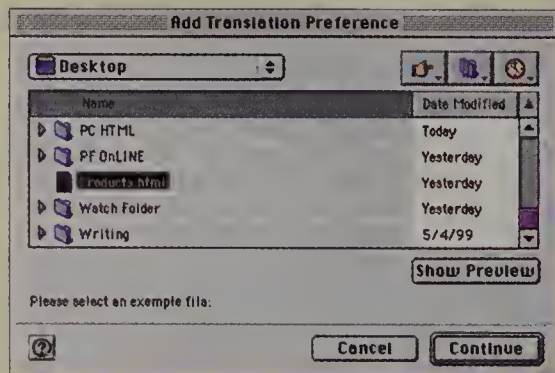 Add Translation Preference
Desktop
Name Date Modified
PC HTML Today
PF OnLINE Yesterday
Products.html Yesterday
Watch Folder Yesterday
Writing 5/4/99
Show Preview
Please select an example file:
Cancel Continue